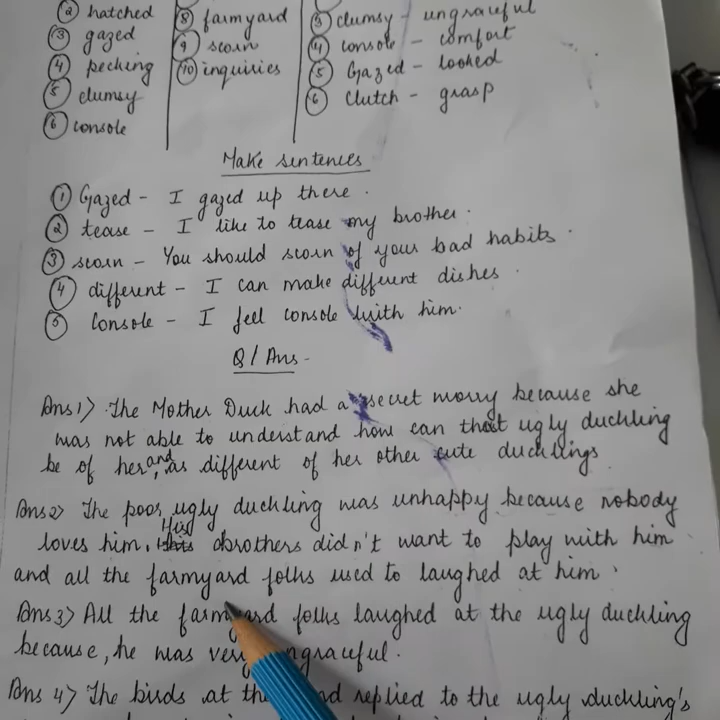 ② hatched
③ gazed
④ pecking
⑤ clumsy
⑥ console
⑧ farmyard
⑨ scorn
⑩ inquiries
③ clumsy - ungraceful
④ console - comfort
⑤ Gazed - looked
⑥ Clutch - grasp
Make sentences
① Gazed - I gazed up there.
② tease - I like to tease my brother.
③ scorn - You should scorn of your bad habits.
④ different - I can make different dishes.
⑤ Console - I feel console with him.
Q/Ans-
Ans1) The Mother Duck had a secret worry because she
was not able to understand how can that ugly duckling
be of her, and as different of her other cute ducklings
Ans2) The poor ugly duckling was unhappy because nobody
loves him. His brothers didn't want to play with him
and all the farmyard folks used to laughed at him.
Ans3) All the farmyard folks laughed at the ugly duckling
because, he was very ungraceful.
Ans 4) The birds at the replied to the ugly duckling's